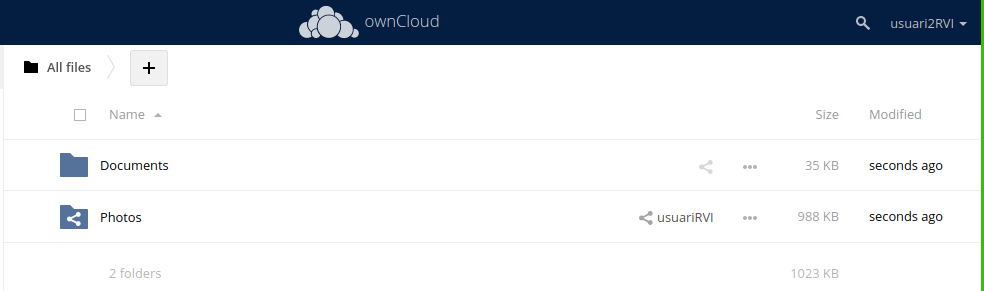 ownCloud usuari2RVI
All files +
Name Size Modified
Documents 35 KB seconds ago
Photos usuariRVI 988 KB seconds ago
2 folders 1023 KB